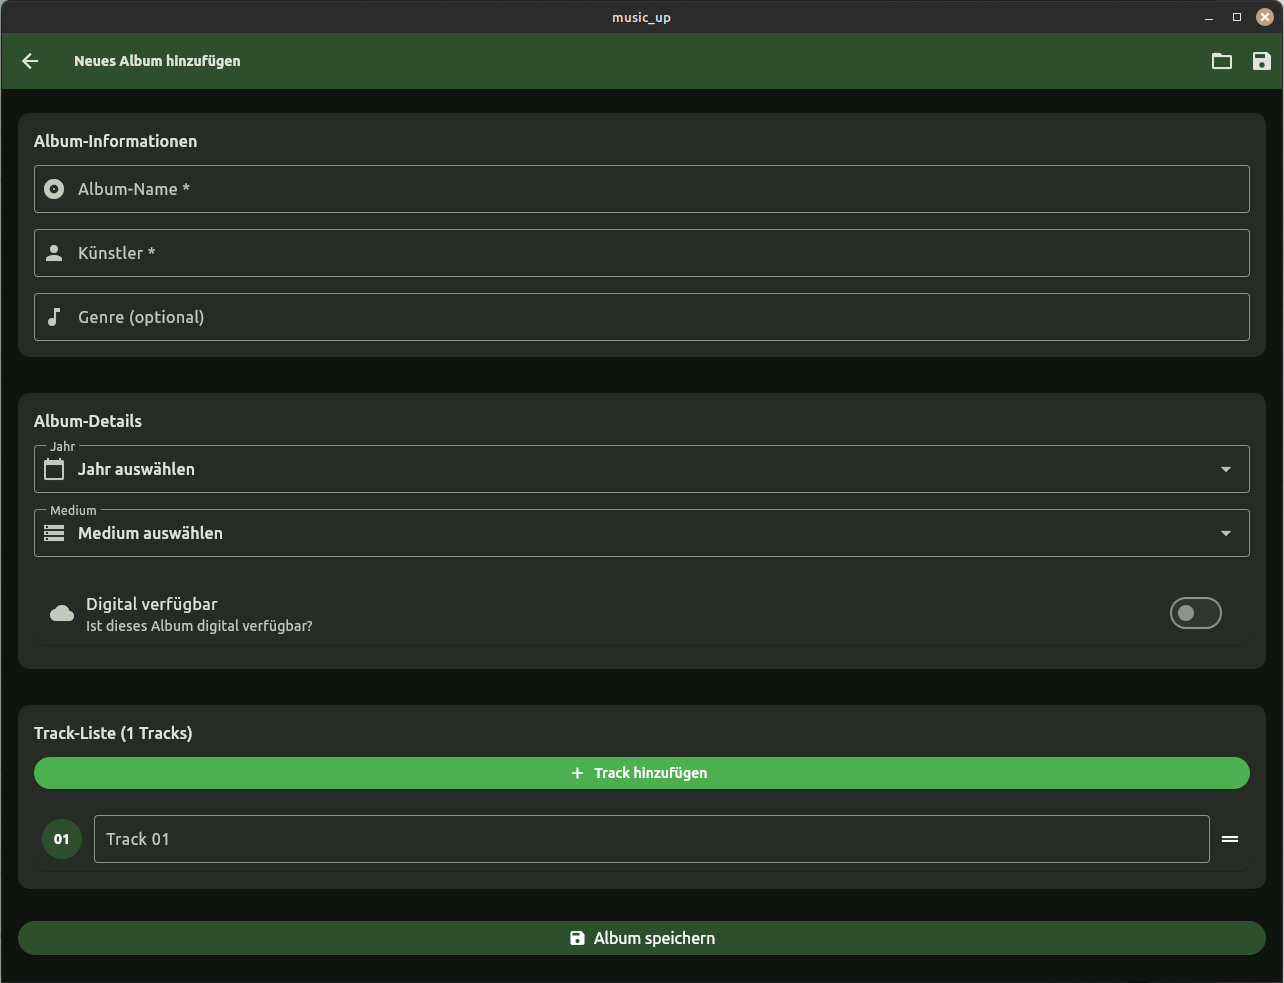 music_up
Neues Album hinzufügen
Album-Informationen
Album-Name *
Künstler *
Genre (optional)
Album-Details
Jahr
Jahr auswählen
Medium
Medium auswählen
Digital verfügbar
Ist dieses Album digital verfügbar?
Track-Liste (1 Tracks)
+ Track hinzufügen
01 Track 01
Album speichern